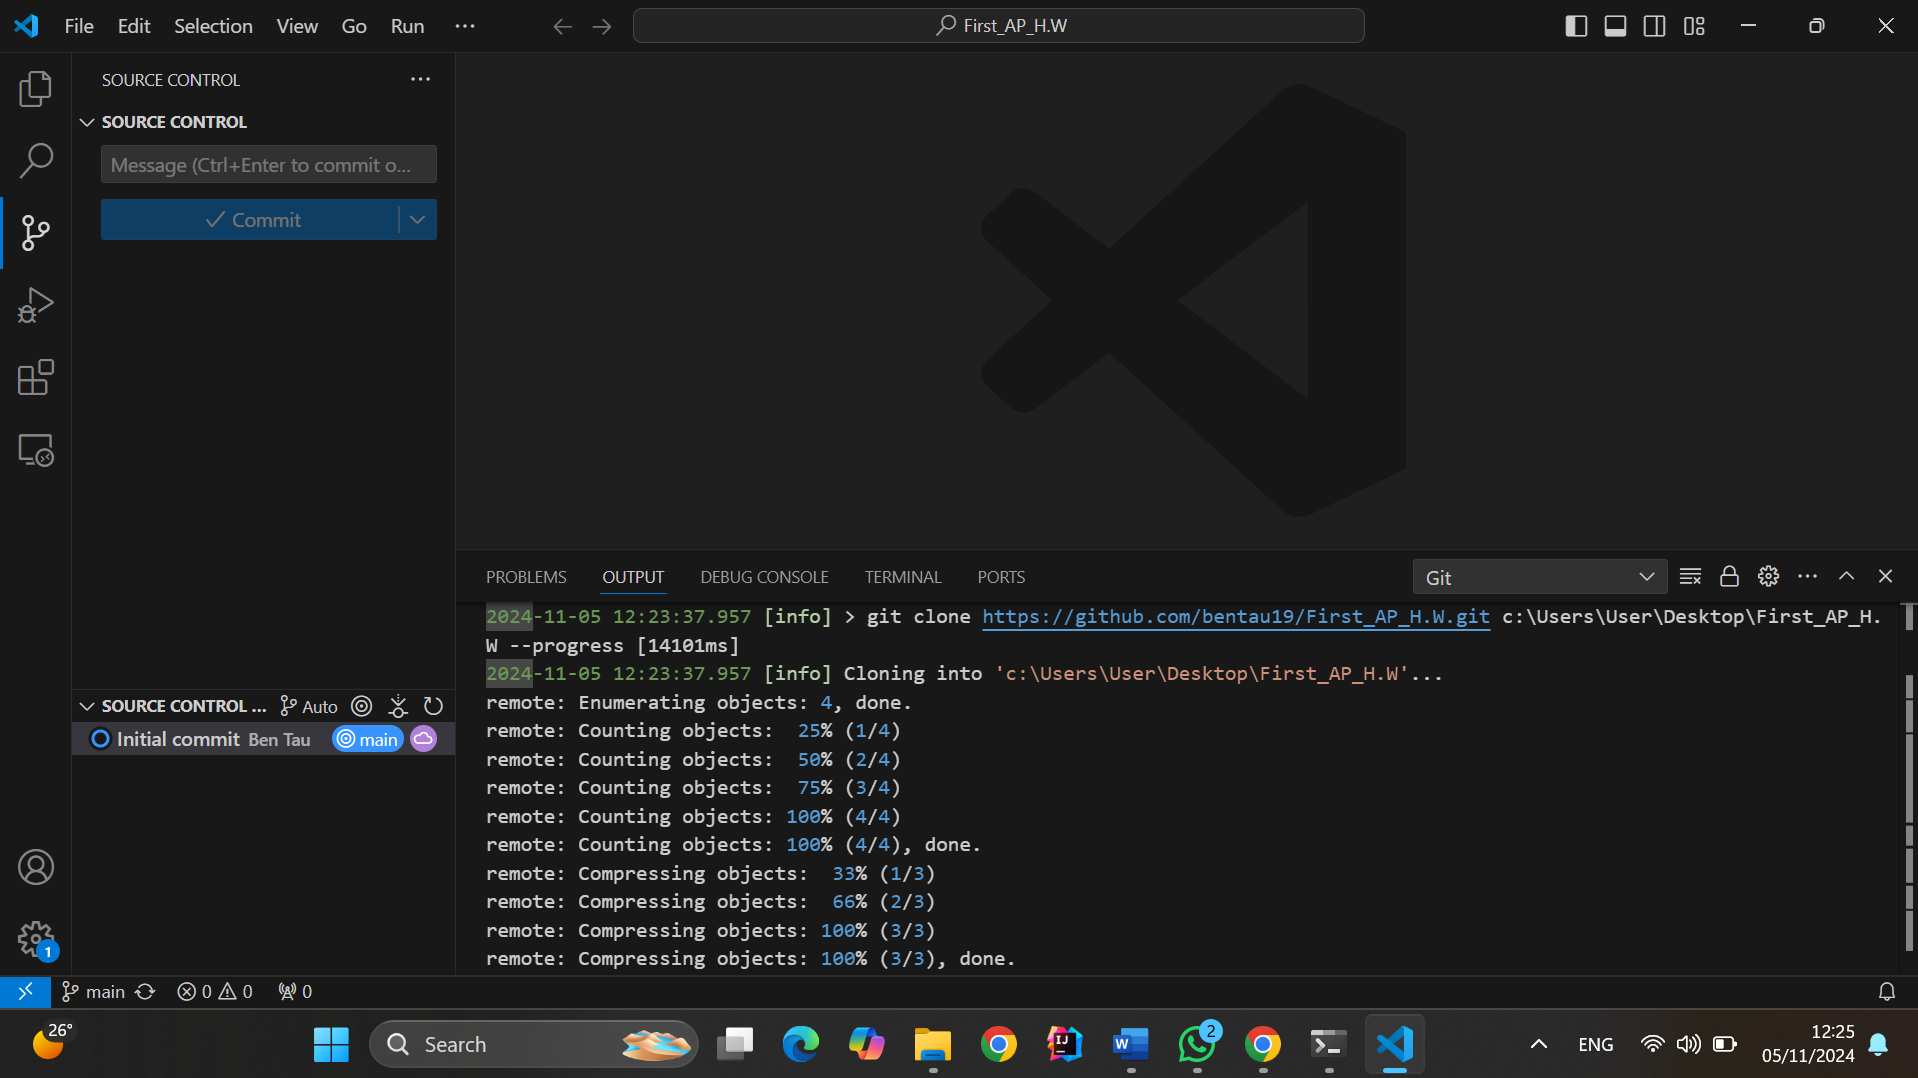 File Edit Selection View Go Run ···
First_AP_H.W
SOURCE CONTROL ···
SOURCE CONTROL
Message (Ctrl+Enter to commit o...
Commit
SOURCE CONTROL ... Auto
Initial commit Ben Tau main
PROBLEMS OUTPUT DEBUG CONSOLE TERMINAL PORTS
Git
2024-11-05 12:23:37.957 [info] > git clone https://github.com/bentau19/First_AP_H.W.git c:\Users\User\Desktop\First_AP_H.
W --progress [14101ms]
2024-11-05 12:23:37.957 [info] Cloning into 'c:\Users\User\Desktop\First_AP_H.W'...
remote: Enumerating objects: 4, done.
remote: Counting objects:  25% (1/4)
remote: Counting objects:  50% (2/4)
remote: Counting objects:  75% (3/4)
remote: Counting objects: 100% (4/4)
remote: Counting objects: 100% (4/4), done.
remote: Compressing objects:  33% (1/3)
remote: Compressing objects:  66% (2/3)
remote: Compressing objects: 100% (3/3)
remote: Compressing objects: 100% (3/3), done.
1
main 0 0 0
26°
Search
IJ
W
2
ENG
12:25
05/11/2024